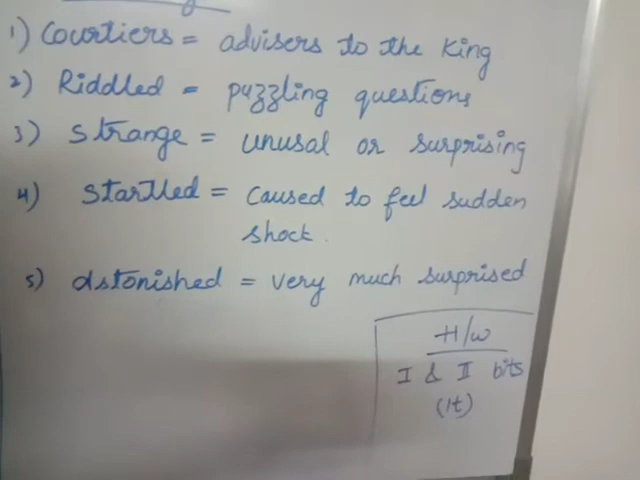 1) Courtiers = advisers to the King
2) Riddled = puzzling questions
3) Strange = unusal or surprising
4) Startled = Caused to feel sudden
shock.
5) Astonished = very much surprised
H/W
I & II bits
(1t)